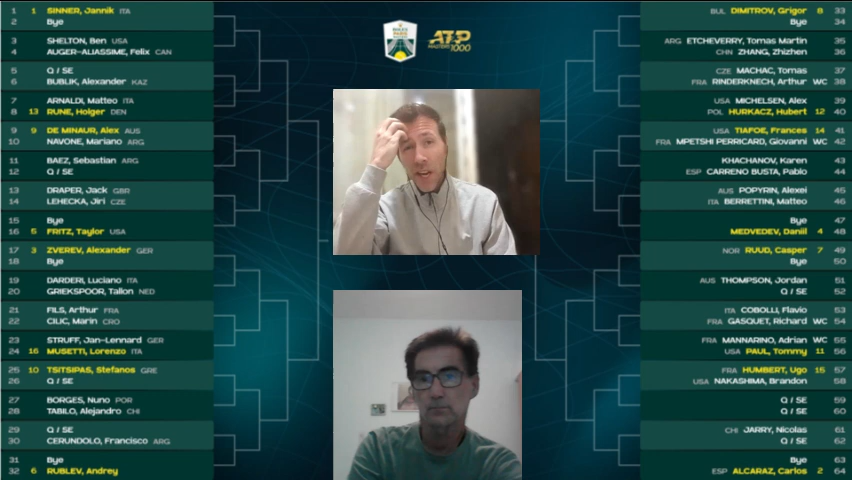 1 1 SINNER, Jannik ITA
2 Bye
3 SHELTON, Ben USA
4 AUGER-ALIASSIME, Felix CAN
5 Q / SE
6 BUBLIK, Alexander KAZ
7 ARNALDI, Matteo ITA
8 13 RUNE, Holger DEN
9 9 DE MINAUR, Alex AUS
10 NAVONE, Mariano ARG
11 BAEZ, Sebastian ARG
12 Q / SE
13 DRAPER, Jack GBR
14 LEHECKA, Jiri CZE
15 Bye
16 5 FRITZ, Taylor USA
17 3 ZVEREV, Alexander GER
18 Bye
19 DARDERI, Luciano ITA
20 GRIEKSPOOR, Tallon NED
21 FILS, Arthur FRA
22 CILIC, Marin CRO
23 STRUFF, Jan-Lennard GER
24 16 MUSETTI, Lorenzo ITA
25 10 TSITSIPAS, Stefanos GRE
26 Q / SE
27 BORGES, Nuno POR
28 TABILO, Alejandro CHI
29 Q / SE
30 CERUNDOLO, Francisco ARG
31 Bye
32 6 RUBLEV, Andrey
ROLEX
PARIS
MASTERS
ATP
MASTERS 1000
BUL DIMITROV, Grigor 8 33
Bye 34
ARG ETCHEVERRY, Tomas Martin 35
CHN ZHANG, Zhizhen 36
CZE MACHAC, Tomas 37
FRA RINDERKNECH, Arthur WC 38
USA MICHELSEN, Alex 39
POL HURKACZ, Hubert 12 40
USA TIAFOE, Frances 14 41
FRA MPETSHI PERRICARD, Giovanni WC 42
KHACHANOV, Karen 43
ESP CARRENO BUSTA, Pablo 44
AUS POPYRIN, Alexei 45
ITA BERRETTINI, Matteo 46
Bye 47
MEDVEDEV, Daniil 4 48
NOR RUUD, Casper 7 49
Bye 50
AUS THOMPSON, Jordan 51
Q / SE 52
ITA COBOLLI, Flavio 53
FRA GASQUET, Richard WC 54
FRA MANNARINO, Adrian WC 55
USA PAUL, Tommy 11 56
FRA HUMBERT, Ugo 15 57
USA NAKASHIMA, Brandon 58
Q / SE 59
Q / SE 60
CHI JARRY, Nicolas 61
Q / SE 62
Bye 63
ESP ALCARAZ, Carlos 2 64